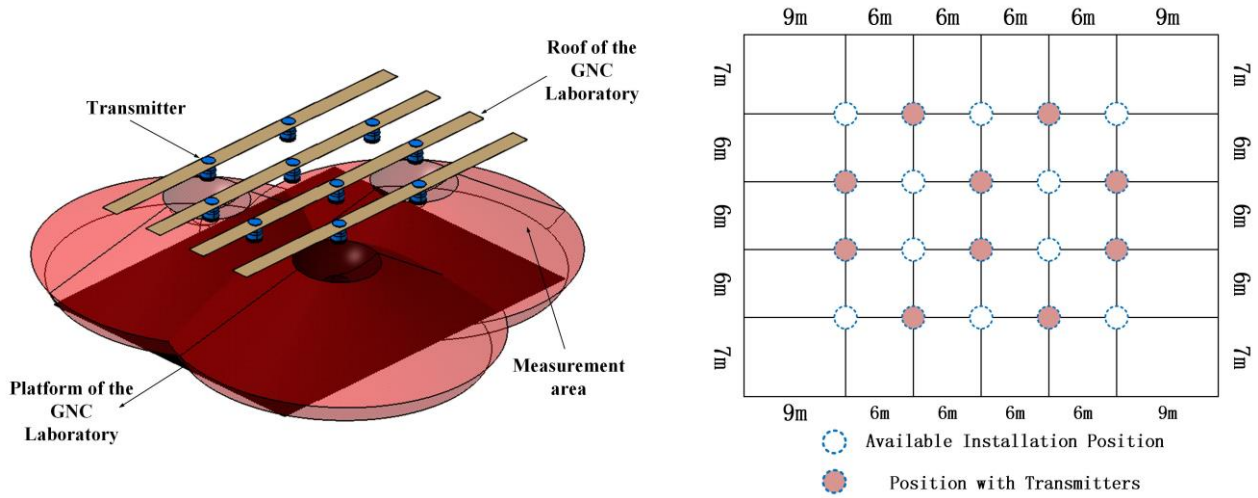 Roof of the
GNC
Laboratory
Transmitter
Measurement
area
Platform of the
GNC
Laboratory
9m 6m 6m 6m 6m 9m
7m 7m
6m 6m
6m 6m
6m 6m
7m 7m
9m 6m 6m 6m 6m 9m
Available Installation Position
Position with Transmitters